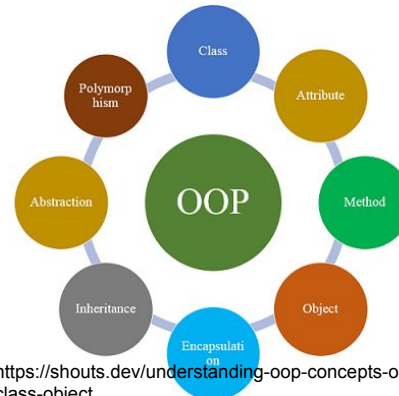 Class
Polymorp
hism
Attribute
Abstraction
OOP
Method
Inheritance
Object
Encapsulati
on
https://shouts.dev/understanding-oop-concepts-o
class-object